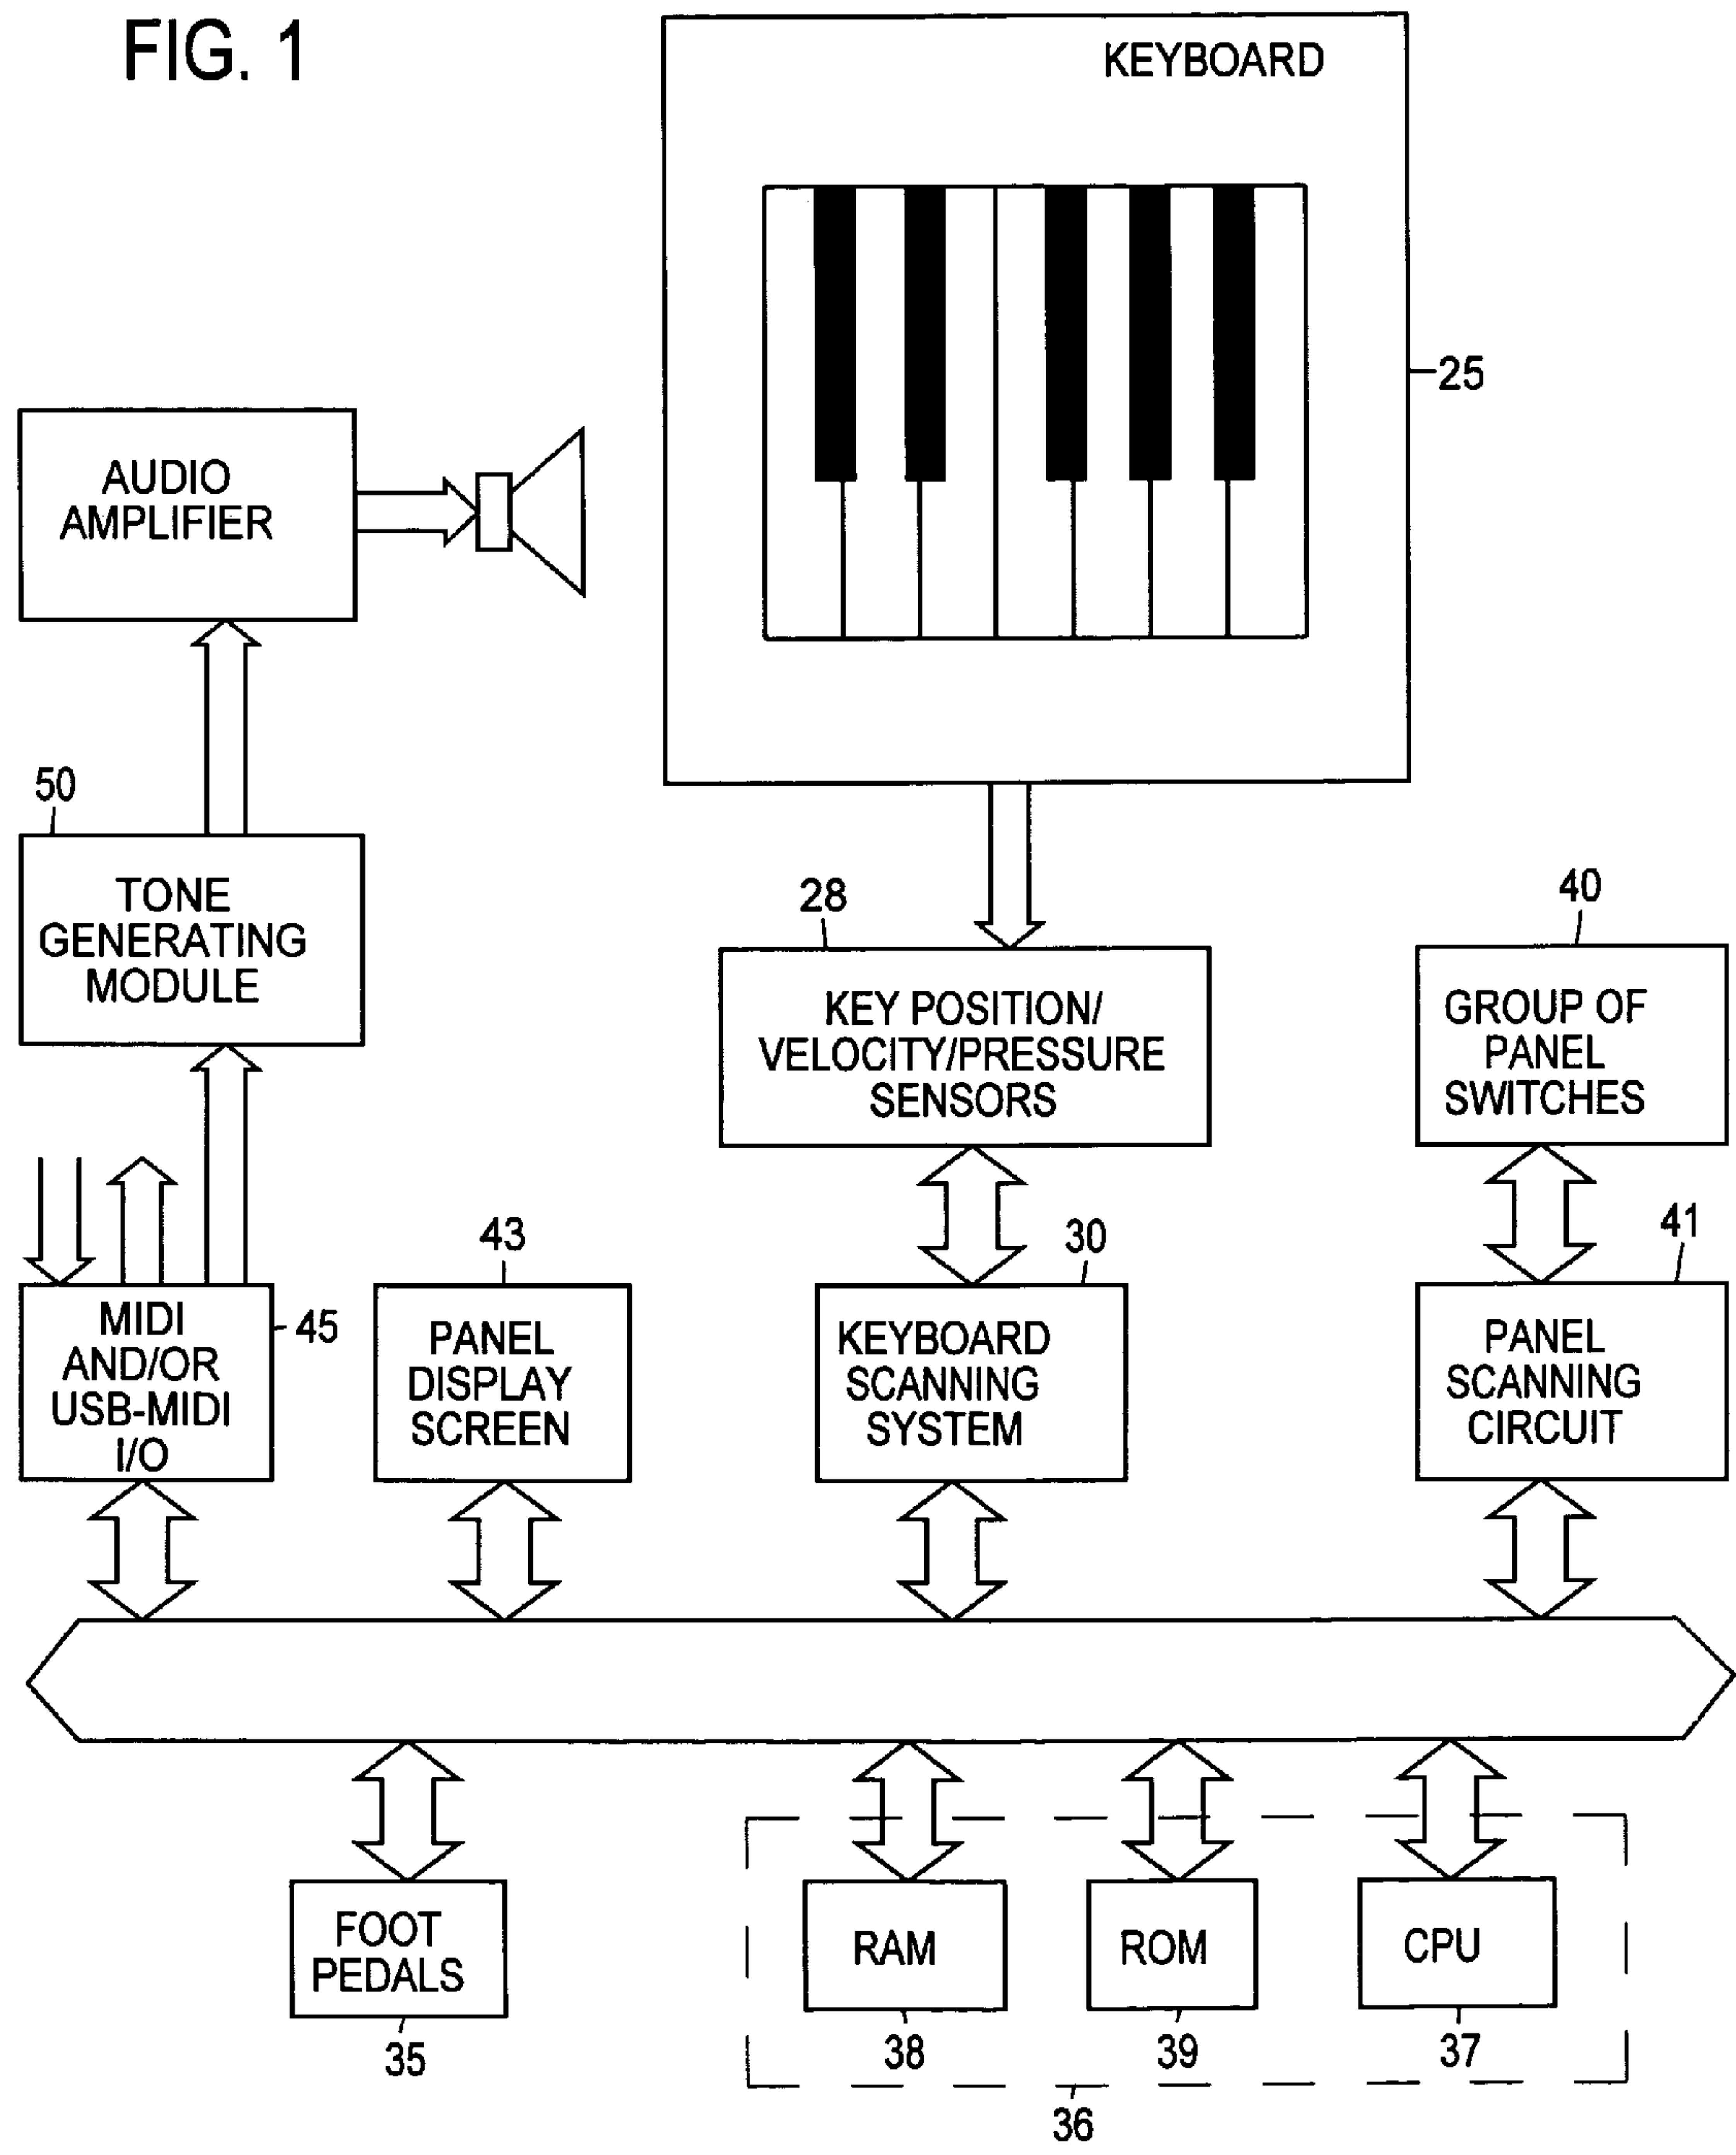 FIG. 1
KEYBOARD
25
AUDIO
AMPLIFIER
50
TONE
GENERATING
MODULE
28
KEY POSITION/
VELOCITY/PRESSURE
SENSORS
40
GROUP OF
PANEL
SWITCHES
45
MIDI
AND/OR
USB-MIDI
I/O
43
PANEL
DISPLAY
SCREEN
30
KEYBOARD
SCANNING
SYSTEM
41
PANEL
SCANNING
CIRCUIT
FOOT
PEDALS
35
RAM
38
ROM
39
CPU
37
36